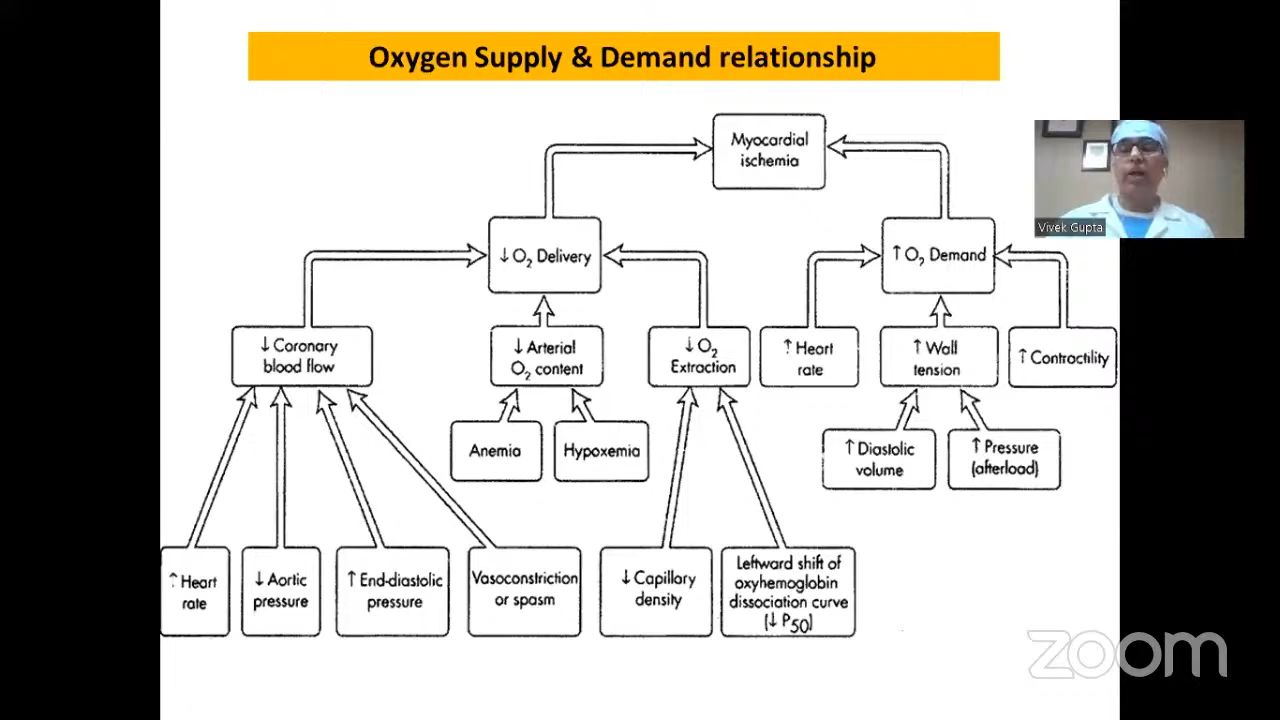 Oxygen Supply & Demand relationship
Myocardial
ischemia
Vivek Gupta
↓ O₂ Delivery
↑ O₂ Demand
↓ Coronary
blood flow
↓ Arterial
O₂ content
↓ O₂
Extraction
↑ Heart
rate
↑ Wall
tension
↑ Contractility
Anemia
Hypoxemia
↑ Diastolic
volume
↑ Pressure
(afterload)
↑ Heart
rate
↓ Aortic
pressure
↑ End-diastolic
pressure
Vasoconstriction
or spasm
↓ Capillary
density
Leftward shift of
oxyhemoglobin
dissociation curve
(↓ P₅₀)
zoom